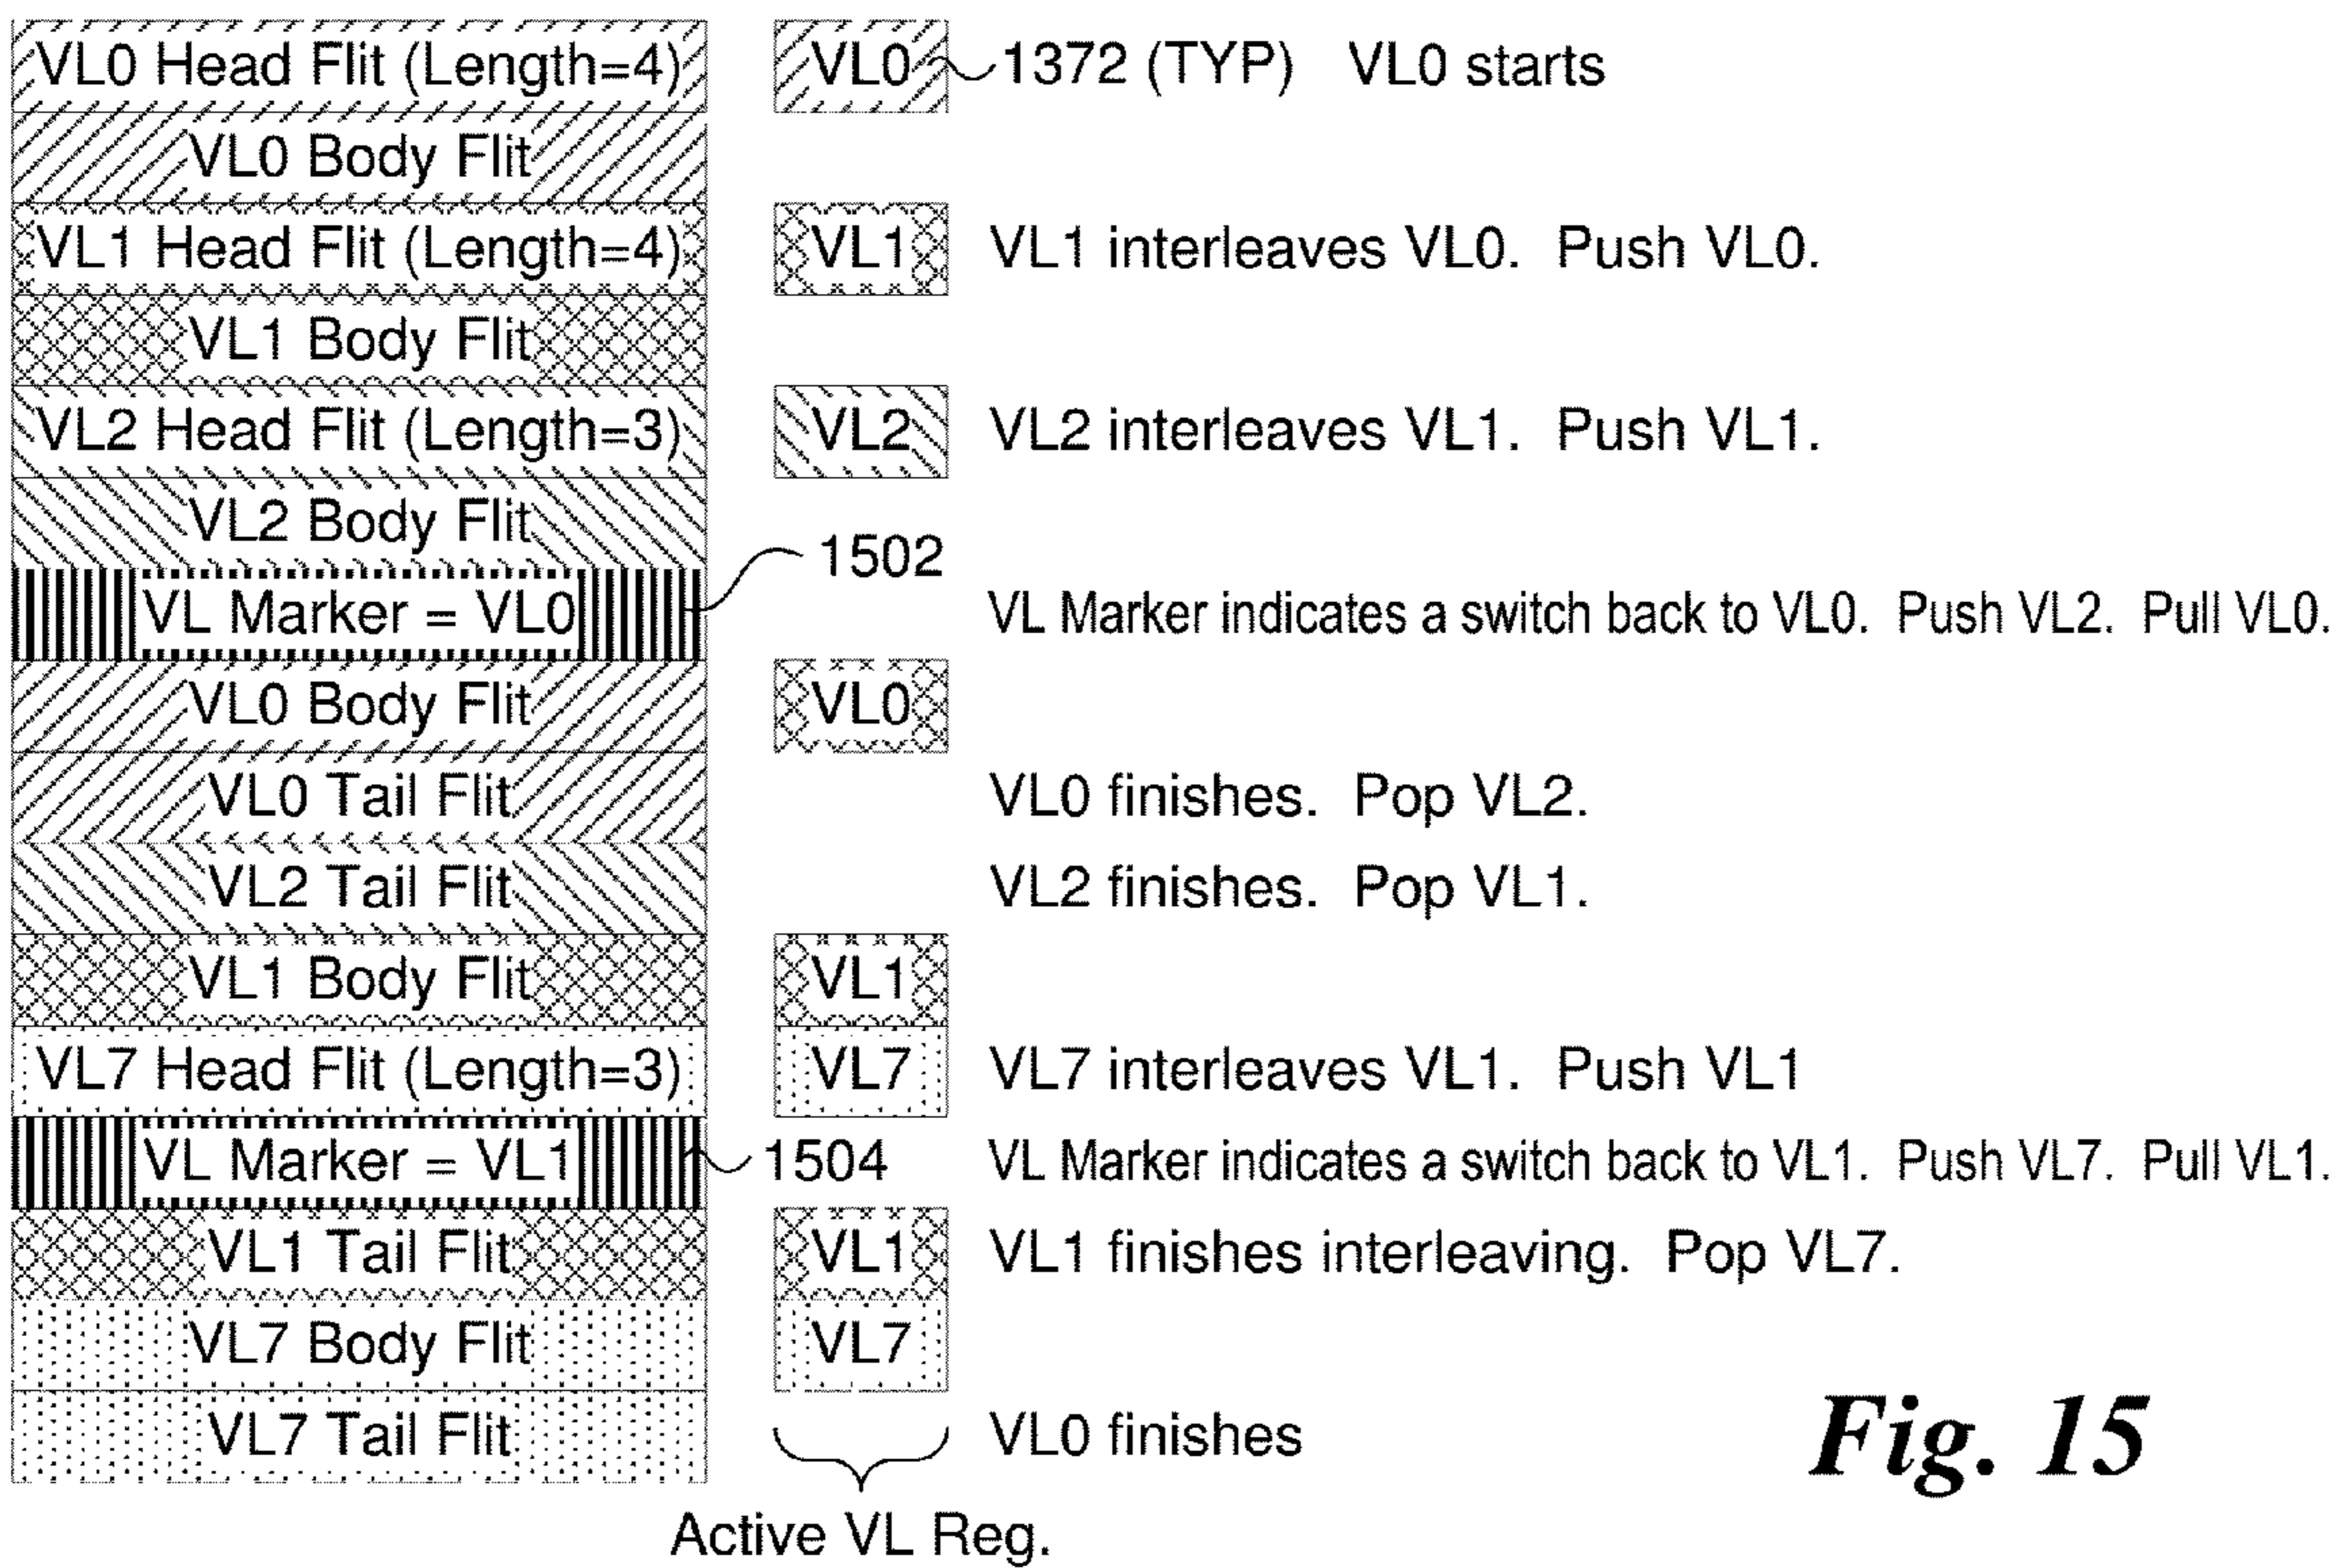 VL0 Head Flit (Length=4) VL0 1372 (TYP) VL0 starts
VL0 Body Flit
VL1 Head Flit (Length=4) VL1 VL1 interleaves VL0. Push VL0.
VL1 Body Flit
VL2 Head Flit (Length=3) VL2 VL2 interleaves VL1. Push VL1.
VL2 Body Flit
1502
VL Marker = VL0 VL Marker indicates a switch back to VL0. Push VL2. Pull VL0.
VL0 Body Flit VL0
VL0 Tail Flit VL0 finishes. Pop VL2.
VL2 Tail Flit VL2 finishes. Pop VL1.
VL1 Body Flit VL1
VL7 Head Flit (Length=3) VL7 VL7 interleaves VL1. Push VL1
VL Marker = VL1 1504 VL Marker indicates a switch back to VL1. Push VL7. Pull VL1.
VL1 Tail Flit VL1 VL1 finishes interleaving. Pop VL7.
VL7 Body Flit VL7
VL7 Tail Flit VL0 finishes
Active VL Reg.
Fig. 15